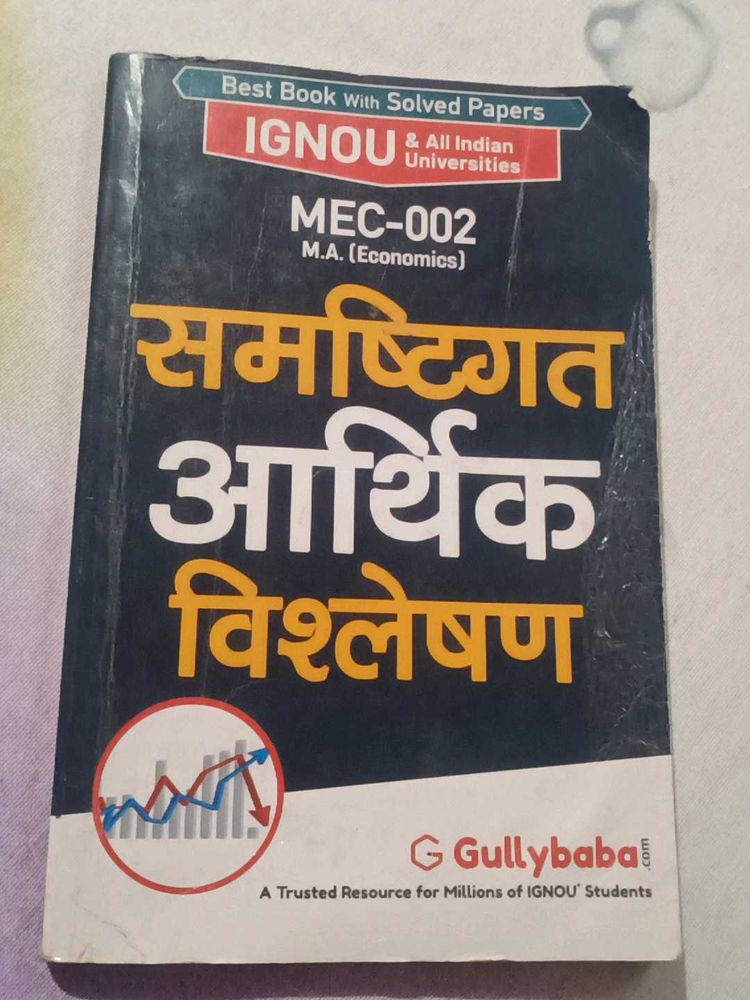 Best Book With Solved Papers
IGNOU & All Indian Universities
MEC-002
M.A. (Economics)
समष्टिगत
आर्थिक
विश्लेषण
Gullybaba.com
A Trusted Resource for Millions of IGNOU* Students